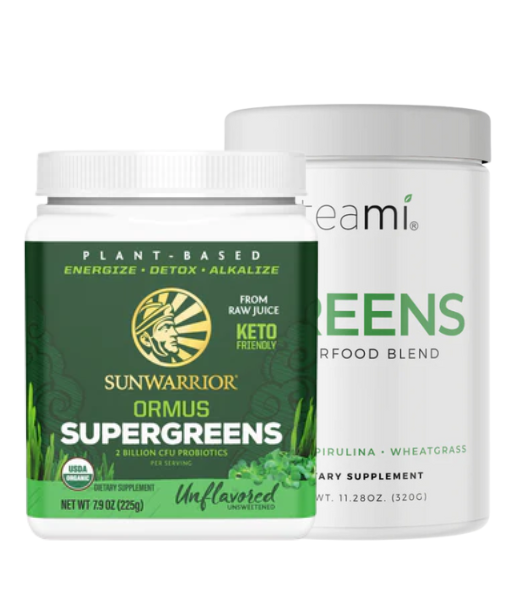 PLANT-BASED
ENERGIZE • DETOX • ALKALIZE
FROM
RAW JUICE
KETO
FRIENDLY
SUNWARRIOR®
ORMUS
SUPERGREENS
2 BILLION CFU PROBIOTICS
PER SERVING
USDA
ORGANIC
DIETARY SUPPLEMENT
NET WT 7.9 OZ (225g)
Unflavored
UNSWEETENED
eami®
REENS
RFOOD BLEND
PIRULINA • WHEATGRASS
ARY SUPPLEMENT
WT. 11.28OZ. (320G)